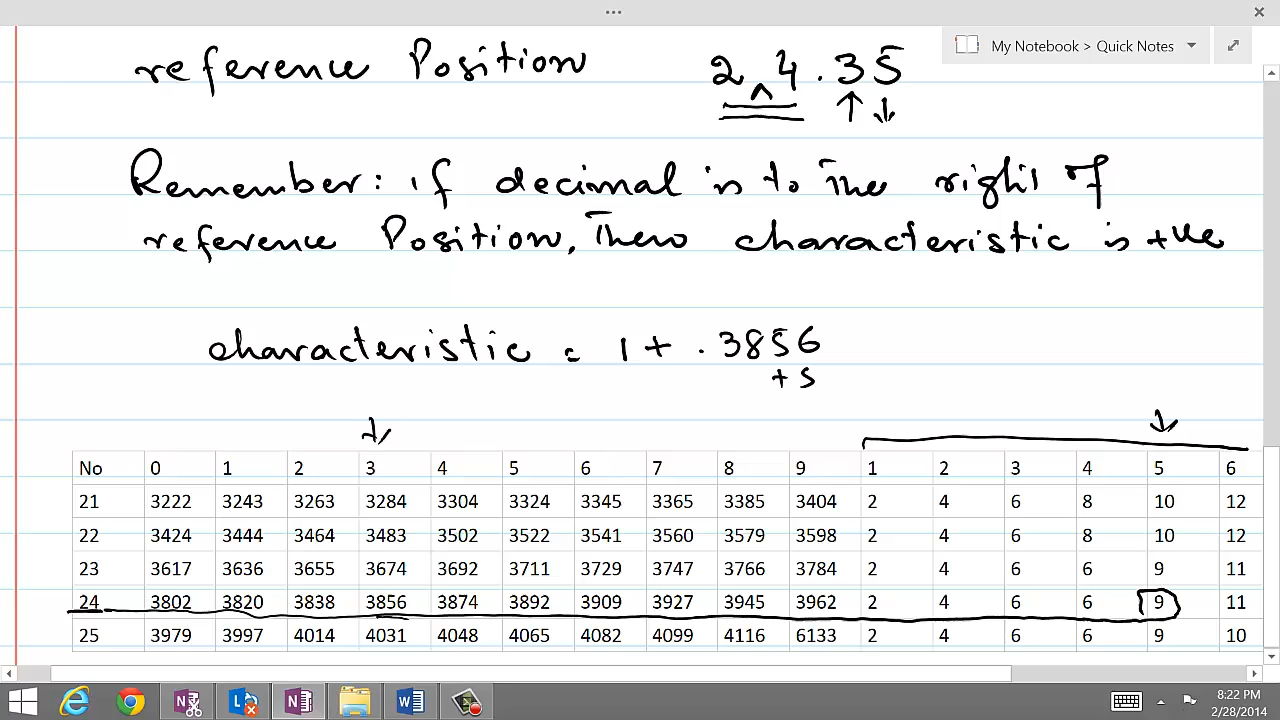 My Notebook > Quick Notes
reference Position 24.35
Remember: if decimal is to the right of
reference Position, Then characteristic is +ve
characteristic = 1 + .3856
+ 5
No 0 1 2 3 4 5 6 7 8 9 1 2 3 4 5 6
21 3222 3243 3263 3284 3304 3324 3345 3365 3385 3404 2 4 6 8 10 12
22 3424 3444 3464 3483 3502 3522 3541 3560 3579 3598 2 4 6 8 10 12
23 3617 3636 3655 3674 3692 3711 3729 3747 3766 3784 2 4 6 6 9 11
24 3802 3820 3838 3856 3874 3892 3909 3927 3945 3962 2 4 6 6 9 11
25 3979 3997 4014 4031 4048 4065 4082 4099 4116 6133 2 4 6 6 9 10
8:22 PM
2/28/2014